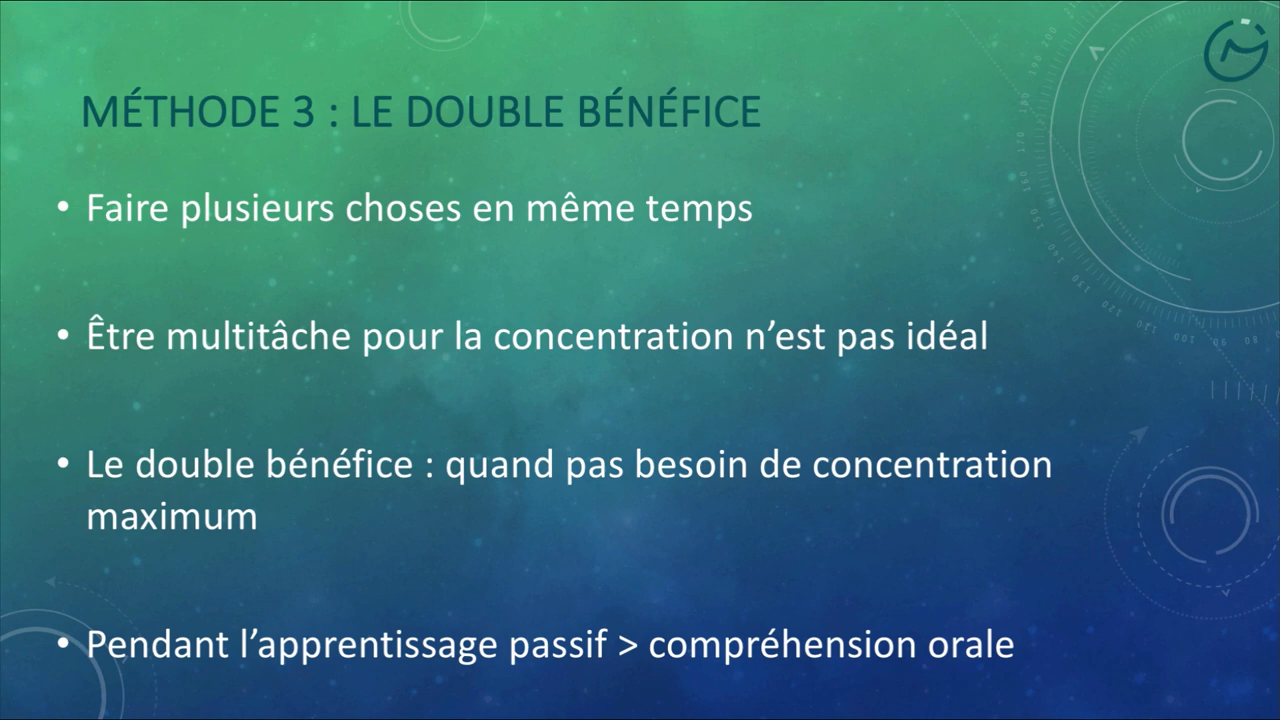 MÉTHODE 3 : LE DOUBLE BÉNÉFICE
• Faire plusieurs choses en même temps
• Être multitâche pour la concentration n’est pas idéal
• Le double bénéfice : quand pas besoin de concentration
maximum
• Pendant l’apprentissage passif > compréhension orale